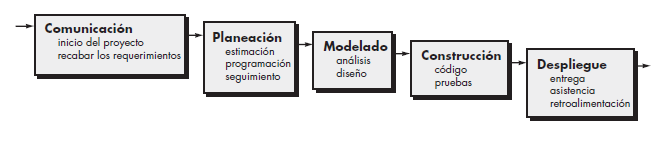 Comunicación
inicio del proyecto
recabar los requerimientos
Planeación
estimación
programación
seguimiento
Modelado
análisis
diseño
Construcción
código
pruebas
Despliegue
entrega
asistencia
retroalimentación